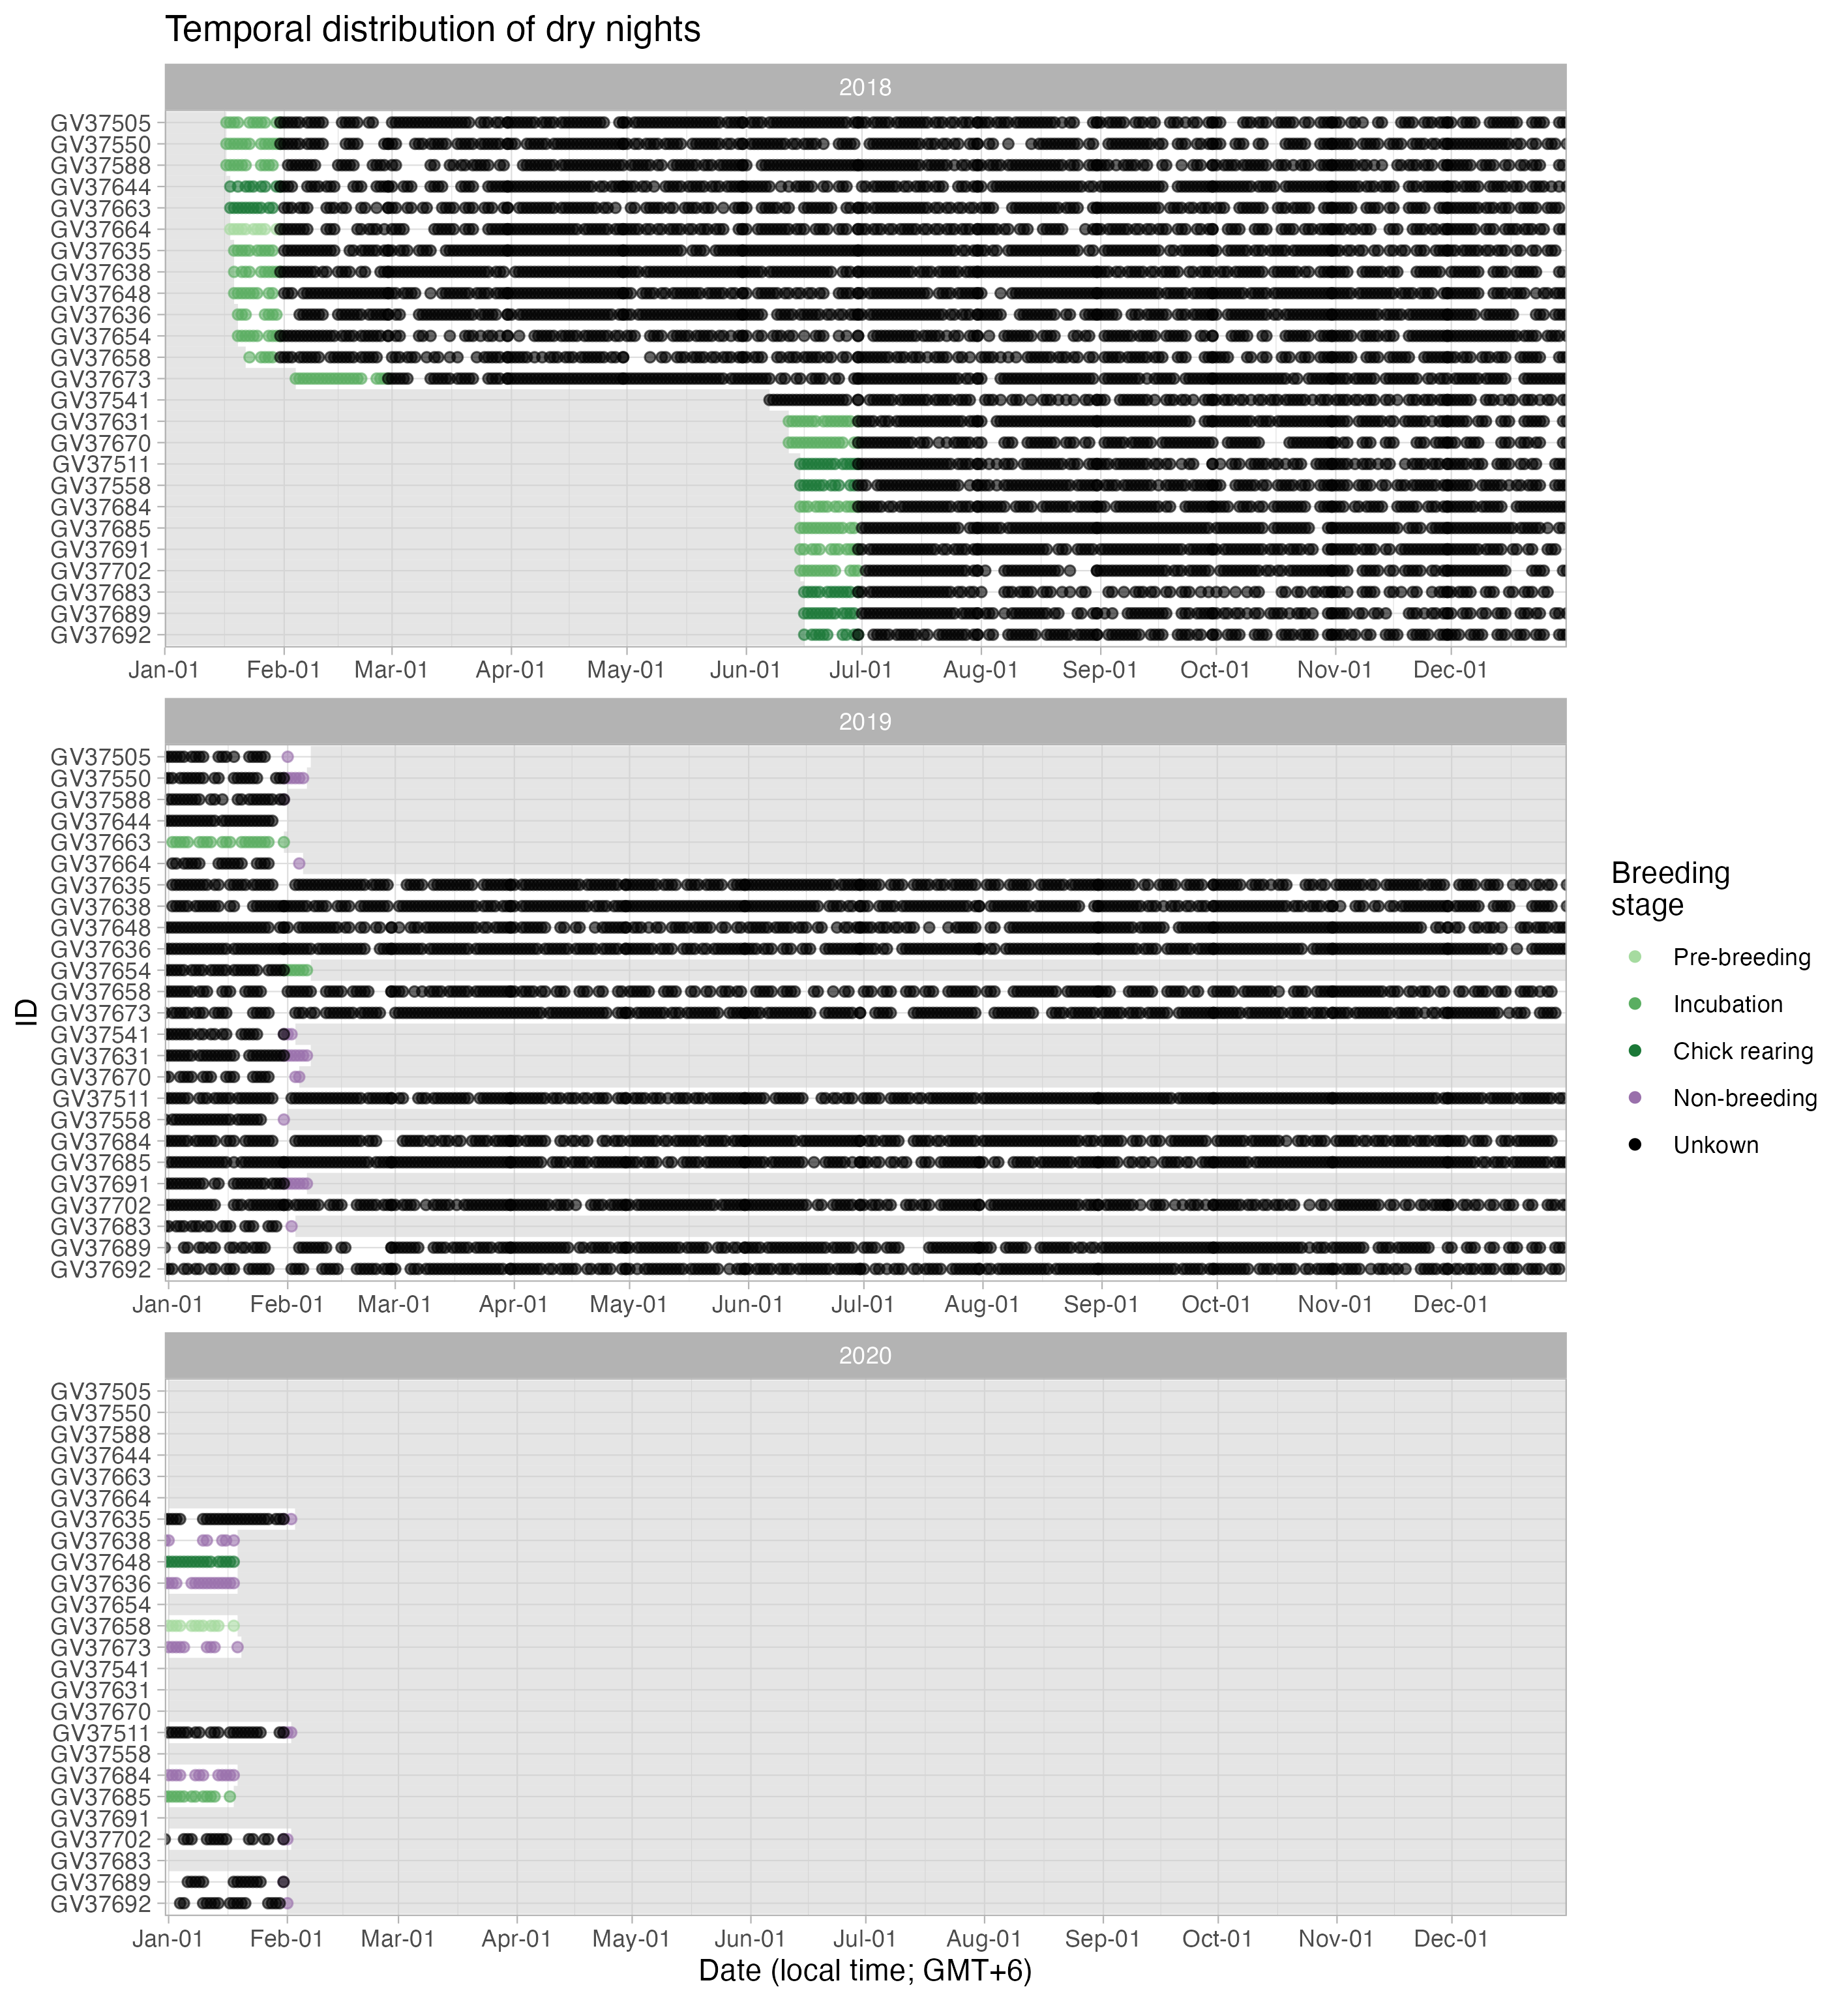 Temporal distribution of dry nights
2018
GV37505
GV37550
GV37588
GV37644
GV37663
GV37664
GV37635
GV37638
GV37648
GV37636
GV37654
GV37658
GV37673
GV37541
GV37631
GV37670
GV37511
GV37558
GV37684
GV37685
GV37691
GV37702
GV37683
GV37689
GV37692
Jan-01 Feb-01 Mar-01 Apr-01 May-01 Jun-01 Jul-01 Aug-01 Sep-01 Oct-01 Nov-01 Dec-01
2019
GV37505
GV37550
GV37588
GV37644
GV37663
GV37664
GV37635
GV37638
GV37648
GV37636
GV37654
GV37658
GV37673
GV37541
GV37631
GV37670
GV37511
GV37558
GV37684
GV37685
GV37691
GV37702
GV37683
GV37689
GV37692
Jan-01 Feb-01 Mar-01 Apr-01 May-01 Jun-01 Jul-01 Aug-01 Sep-01 Oct-01 Nov-01 Dec-01
2020
GV37505
GV37550
GV37588
GV37644
GV37663
GV37664
GV37635
GV37638
GV37648
GV37636
GV37654
GV37658
GV37673
GV37541
GV37631
GV37670
GV37511
GV37558
GV37684
GV37685
GV37691
GV37702
GV37683
GV37689
GV37692
Jan-01 Feb-01 Mar-01 Apr-01 May-01 Jun-01 Jul-01 Aug-01 Sep-01 Oct-01 Nov-01 Dec-01
Date (local time; GMT+6)
ID
Breeding
stage
Pre-breeding
Incubation
Chick rearing
Non-breeding
Unkown